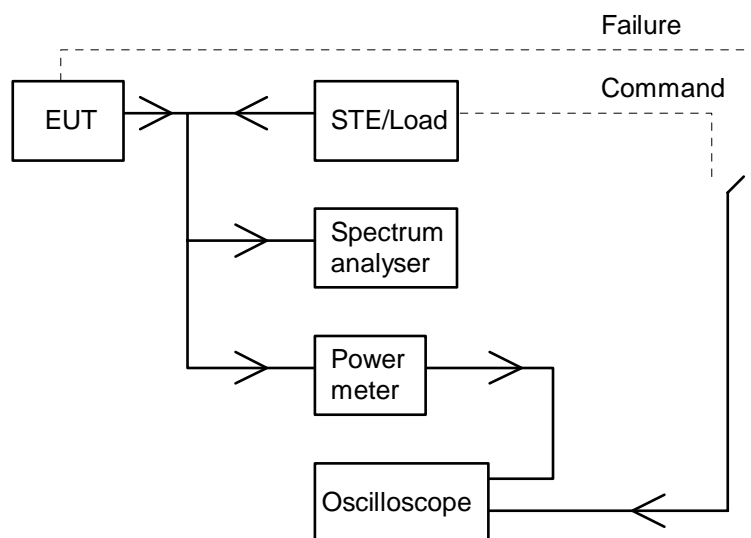 Failure
Command
EUT
STE/Load
Spectrum
analyser
Power
meter
Oscilloscope